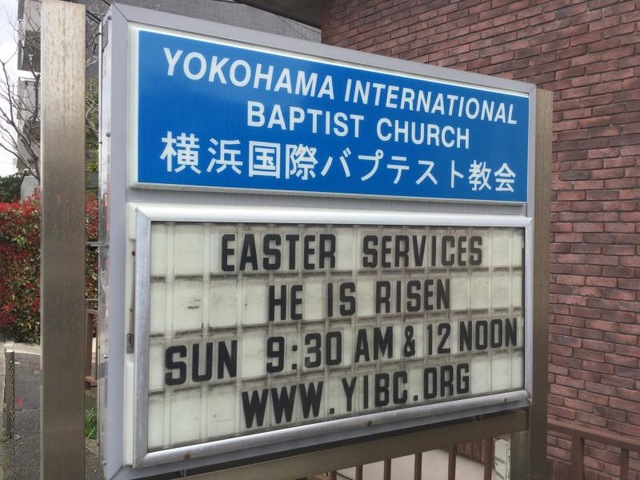 YOKOHAMA INTERNATIONAL
BAPTIST CHURCH
横浜国際バプテスト教会
EASTER SERVICES
HE IS RISEN
SUN 9:30 AM & 12 NOON
WWW.YIBC.ORG